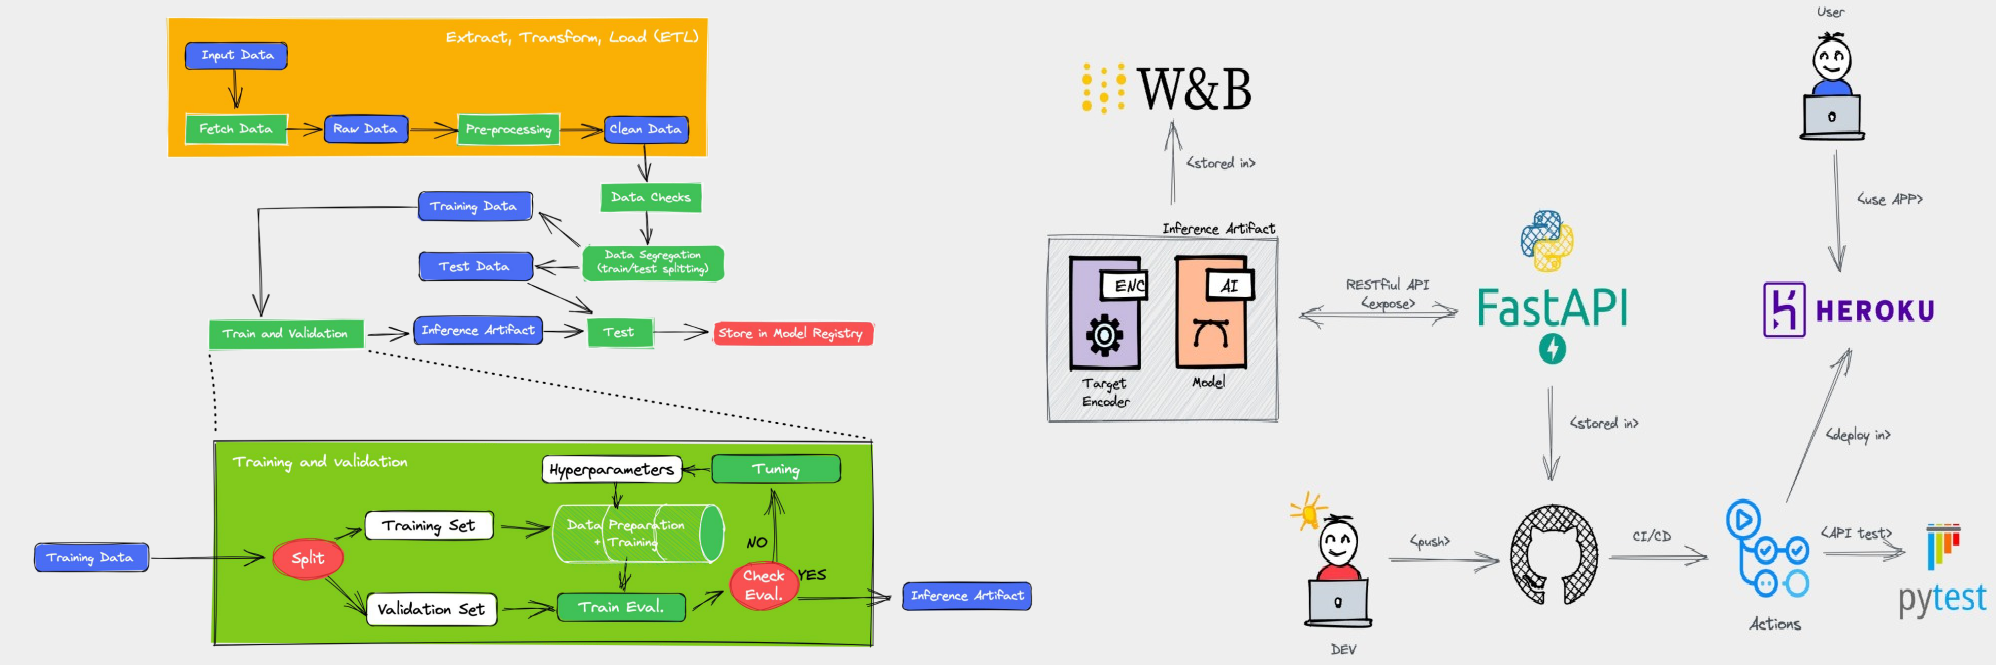 Extract, Transform, Load (ETL)
Input Data
Fetch Data
Raw Data
Pre-processing
Clean Data
Data Checks
Training Data
Data Segregation
(train/test splitting)
Test Data
Train and Validation
Inference Artifact
Test
Store in Model Registry
Training and validation
Hyperparameters
Tuning
Training Set
Data Preparation
+ Training
NO
Training Data
Split
Check
Eval.
YES
Validation Set
Train Eval.
Inference Artifact
W&B
<stored in>
Inference Artifact
ENC
AI
Target
Encoder
Model
RESTful API
<expose>
FastAPI
<stored in>
User
<use APP>
HEROKU
<deploy in>
DEV
<push>
CI/CD
Actions
<API test>
pytest